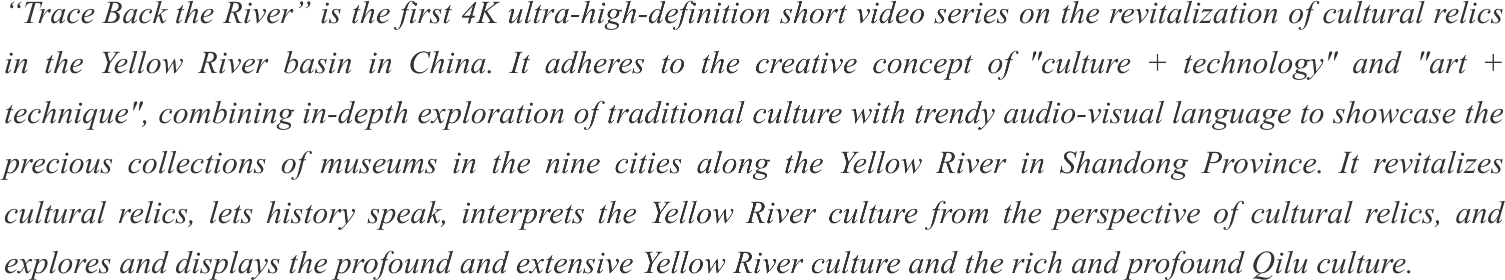 “Trace Back the River” is the first 4K ultra-high-definition short video series on the revitalization of cultural relics
in the Yellow River basin in China. It adheres to the creative concept of "culture + technology" and "art +
technique", combining in-depth exploration of traditional culture with trendy audio-visual language to showcase the
precious collections of museums in the nine cities along the Yellow River in Shandong Province. It revitalizes
cultural relics, lets history speak, interprets the Yellow River culture from the perspective of cultural relics, and
explores and displays the profound and extensive Yellow River culture and the rich and profound Qilu culture.